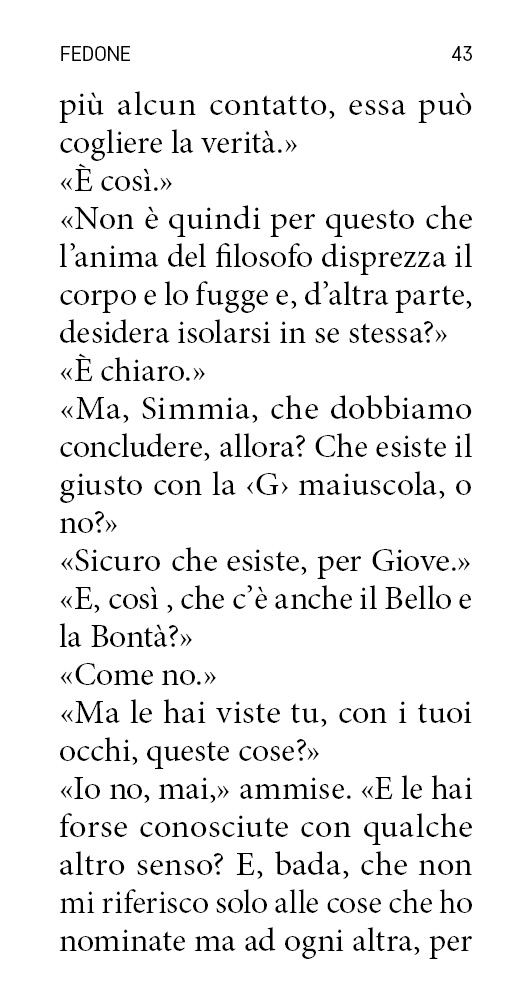 FEDONE 43
più alcun contatto, essa può
cogliere la verità.»
«È così.»
«Non è quindi per questo che
l’anima del filosofo disprezza il
corpo e lo fugge e, d’altra parte,
desidera isolarsi in se stessa?»
«È chiaro.»
«Ma, Simmia, che dobbiamo
concludere, allora? Che esiste il
giusto con la ‹G› maiuscola, o
no?»
«Sicuro che esiste, per Giove.»
«E, così , che c’è anche il Bello e
la Bontà?»
«Come no.»
«Ma le hai viste tu, con i tuoi
occhi, queste cose?»
«Io no, mai,» ammise. «E le hai
forse conosciute con qualche
altro senso? E, bada, che non
mi riferisco solo alle cose che ho
nominate ma ad ogni altra, per